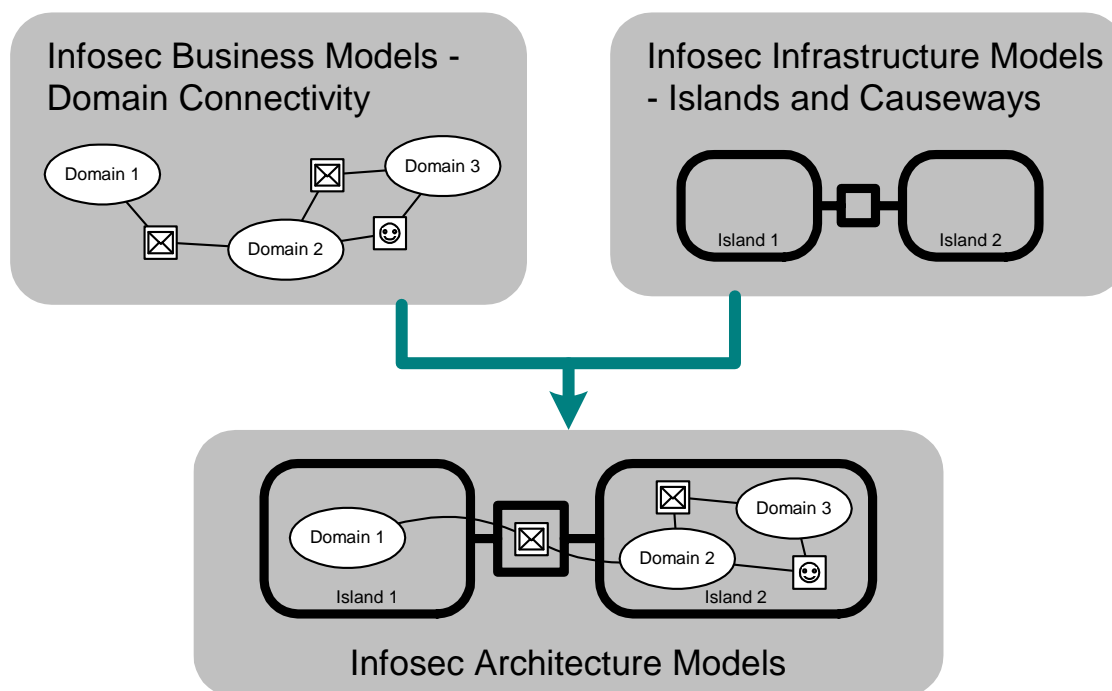 Infosec Business Models -
Domain Connectivity
Domain 1
Domain 3
Domain 2
Infosec Infrastructure Models
- Islands and Causeways
Island 1
Island 2
Domain 1
Domain 3
Domain 2
Island 1
Island 2
Infosec Architecture Models